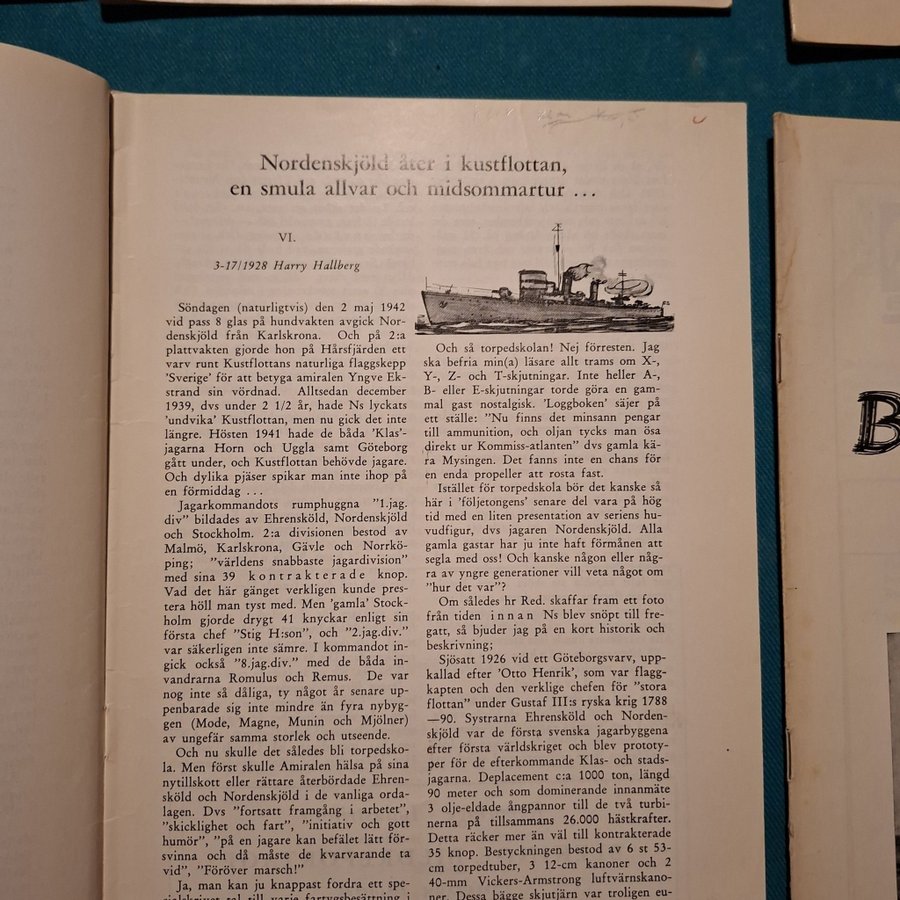 Nordenskjöld åter i kustflottan,
en smula allvar och midsommartur ...
VI.
3-17/1928 Harry Hallberg
Söndagen (naturligtvis) den 2 maj 1942
vid pass 8 glas på hundvakten avgick Nor-
denskjöld från Karlskrona. Och på 2:a
plattvakten gjorde hon på Hårsfjärden ett
varv runt Kustflottans naturliga flaggskepp
'Sverige' för att betyga amiralen Yngve Ek-
strand sin vördnad. Alltsedan december
1939, dvs under 2 1/2 år, hade Ns lyckats
'undvika' Kustflottan, men nu gick det inte
längre. Hösten 1941 hade de båda 'Klas'-
jagarna Horn och Uggla samt Göteborg
gått under, och Kustflottan behövde jagare.
Och dylika pjäser spikar man inte ihop på
en förmiddag ...
Jagarkommandots rumphuggna "1.jag.
div" bildades av Ehrensköld, Nordenskjöld
och Stockholm. 2:a divisionen bestod av
Malmö, Karlskrona, Gävle och Norrkö-
ping; "världens snabbaste jagardivision"
med sina 39 kontrakterade knop.
Vad det här gänget verkligen kunde pres-
tera höll man tyst med. Men 'gamla' Stock-
holm gjorde drygt 41 knyckar enligt sin
första chef "Stig H:son", och "2.jag.div."
var säkerligen inte sämre. I kommandot in-
gick också "8.jag.div." med de båda in-
vandrarna Romulus och Remus. De var
nog inte så dåliga, ty något år senare up-
penbarade sig inte mindre än fyra nybyg-
gen (Mode, Magne, Munin och Mjölner)
av ungefär samma storlek och utseende.
Och nu skulle det således bli torpedsko-
la. Men först skulle Amiralen hälsa på sina
nytillskott eller rättare återbördade Ehren-
sköld och Nordenskjöld i de vanliga orda-
lagen. Dvs "fortsatt framgång i arbetet",
"skicklighet och fart", "initiativ och gott
humör", "på en jagare kan befälet lätt för-
svinna och då måste de kvarvarande ta
vid", "Föröver marsch!"
Ja, man kan ju knappast fordra ett spe-
cialskrivet tal till varje fartygsbesättning i
Och så torpedskolan! Nej förresten. Jag
ska befria min(a) läsare allt trams om X-,
Y-, Z- och T-skjutningar. Inte heller A-,
B- eller E-skjutningar torde göra en gam-
mal gast nostalgisk. 'Loggboken' säjer på
ett ställe: "Nu finns det minsann pengar
till ammunition, och oljan tycks man ösa
direkt ur Kommiss-atlanten" dvs gamla kä-
ra Mysingen. Det fanns inte en chans för
en enda propeller att rosta fast.
Istället för torpedskola bör det kanske så
här i 'följetongens' senare del vara på hög
tid med en liten presentation av seriens hu-
vudfigur, dvs jagaren Nordenskjöld. Alla
gamla gastar har ju inte haft förmånen att
segla med oss! Och kanske någon eller någ-
ra av yngre generationer vill veta något om
"hur det var"?
Om således hr Red. skaffar fram ett foto
från tiden innan Ns blev snöpt till fre-
gatt, så bjuder jag på en kort historik och
beskrivning;
Sjösatt 1926 vid ett Göteborgsvarv, upp-
kallad efter 'Otto Henrik', som var flagg-
kapten och den verklige chefen för "stora
flottan" under Gustaf III:s ryska krig 1788
—90. Systrarna Ehrensköld och Norden-
skjöld var de första svenska jagarbyggena
efter första världskriget och blev prototy-
per för de efterkommande Klas- och stads-
jagarna. Deplacement c:a 1000 ton, längd
90 meter och som dominerande innanmäte
3 olje-eldade ångpannor till de två turbi-
nerna på tillsammans 26.000 hästkrafter.
Detta räcker mer än väl till kontrakterade
35 knop. Bestyckningen bestod av 6 st 53-
cm torpedtuber, 3 12-cm kanoner och 2
40-mm Vickers-Armstrong luftvärnskano-
ner. Dessa bägge skjutjärn var troligen eu-
B